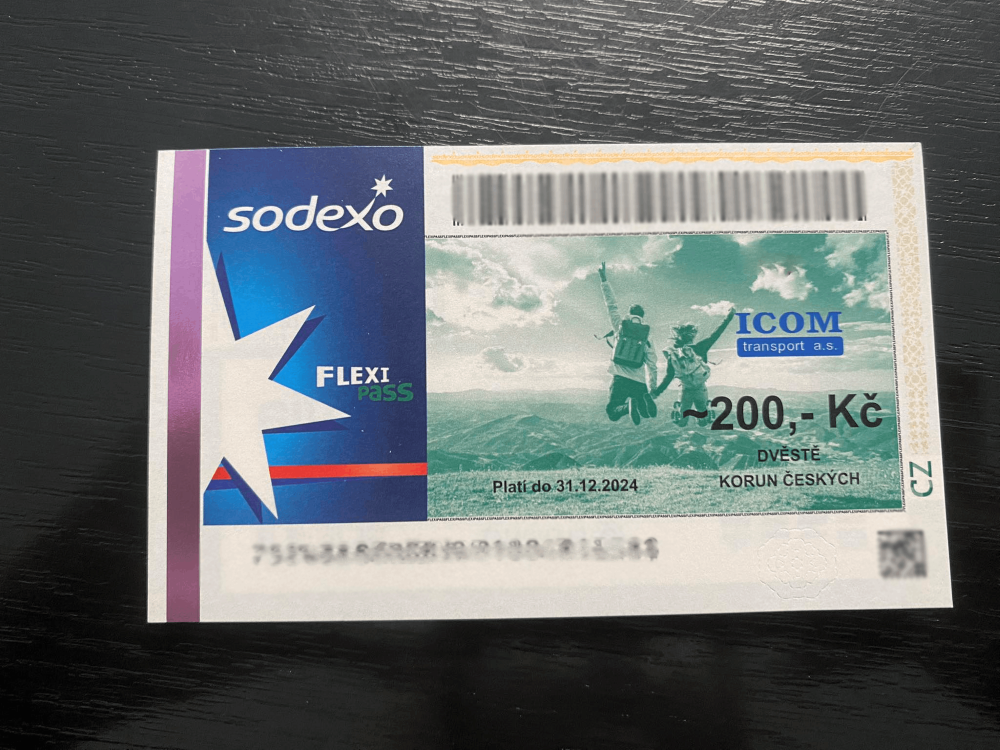 sodexo
FLEXI
pass
ICOM
transport a.s.
~200,- Kč
DVĚSTĚ
KORUN ČESKÝCH
Platí do 31.12.2024
CZ